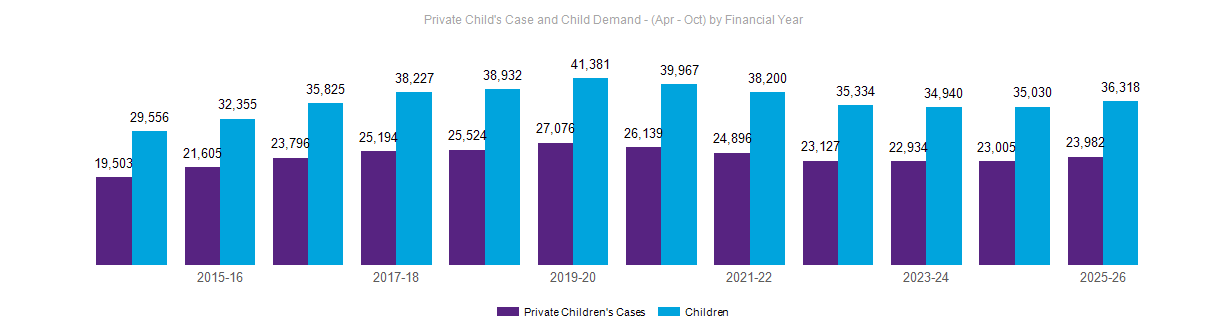 Private Child's Case and Child Demand - (Apr - Oct) by Financial Year
19,503 29,556 21,605 32,355 23,796 35,825 25,194 38,227 25,524 38,932 27,076 41,381 26,139 39,967 24,896 38,200 23,127 35,334 22,934 34,940 23,005 35,030 23,982 36,318
2015-16 2017-18 2019-20 2021-22 2023-24 2025-26
Private Children's Cases Children